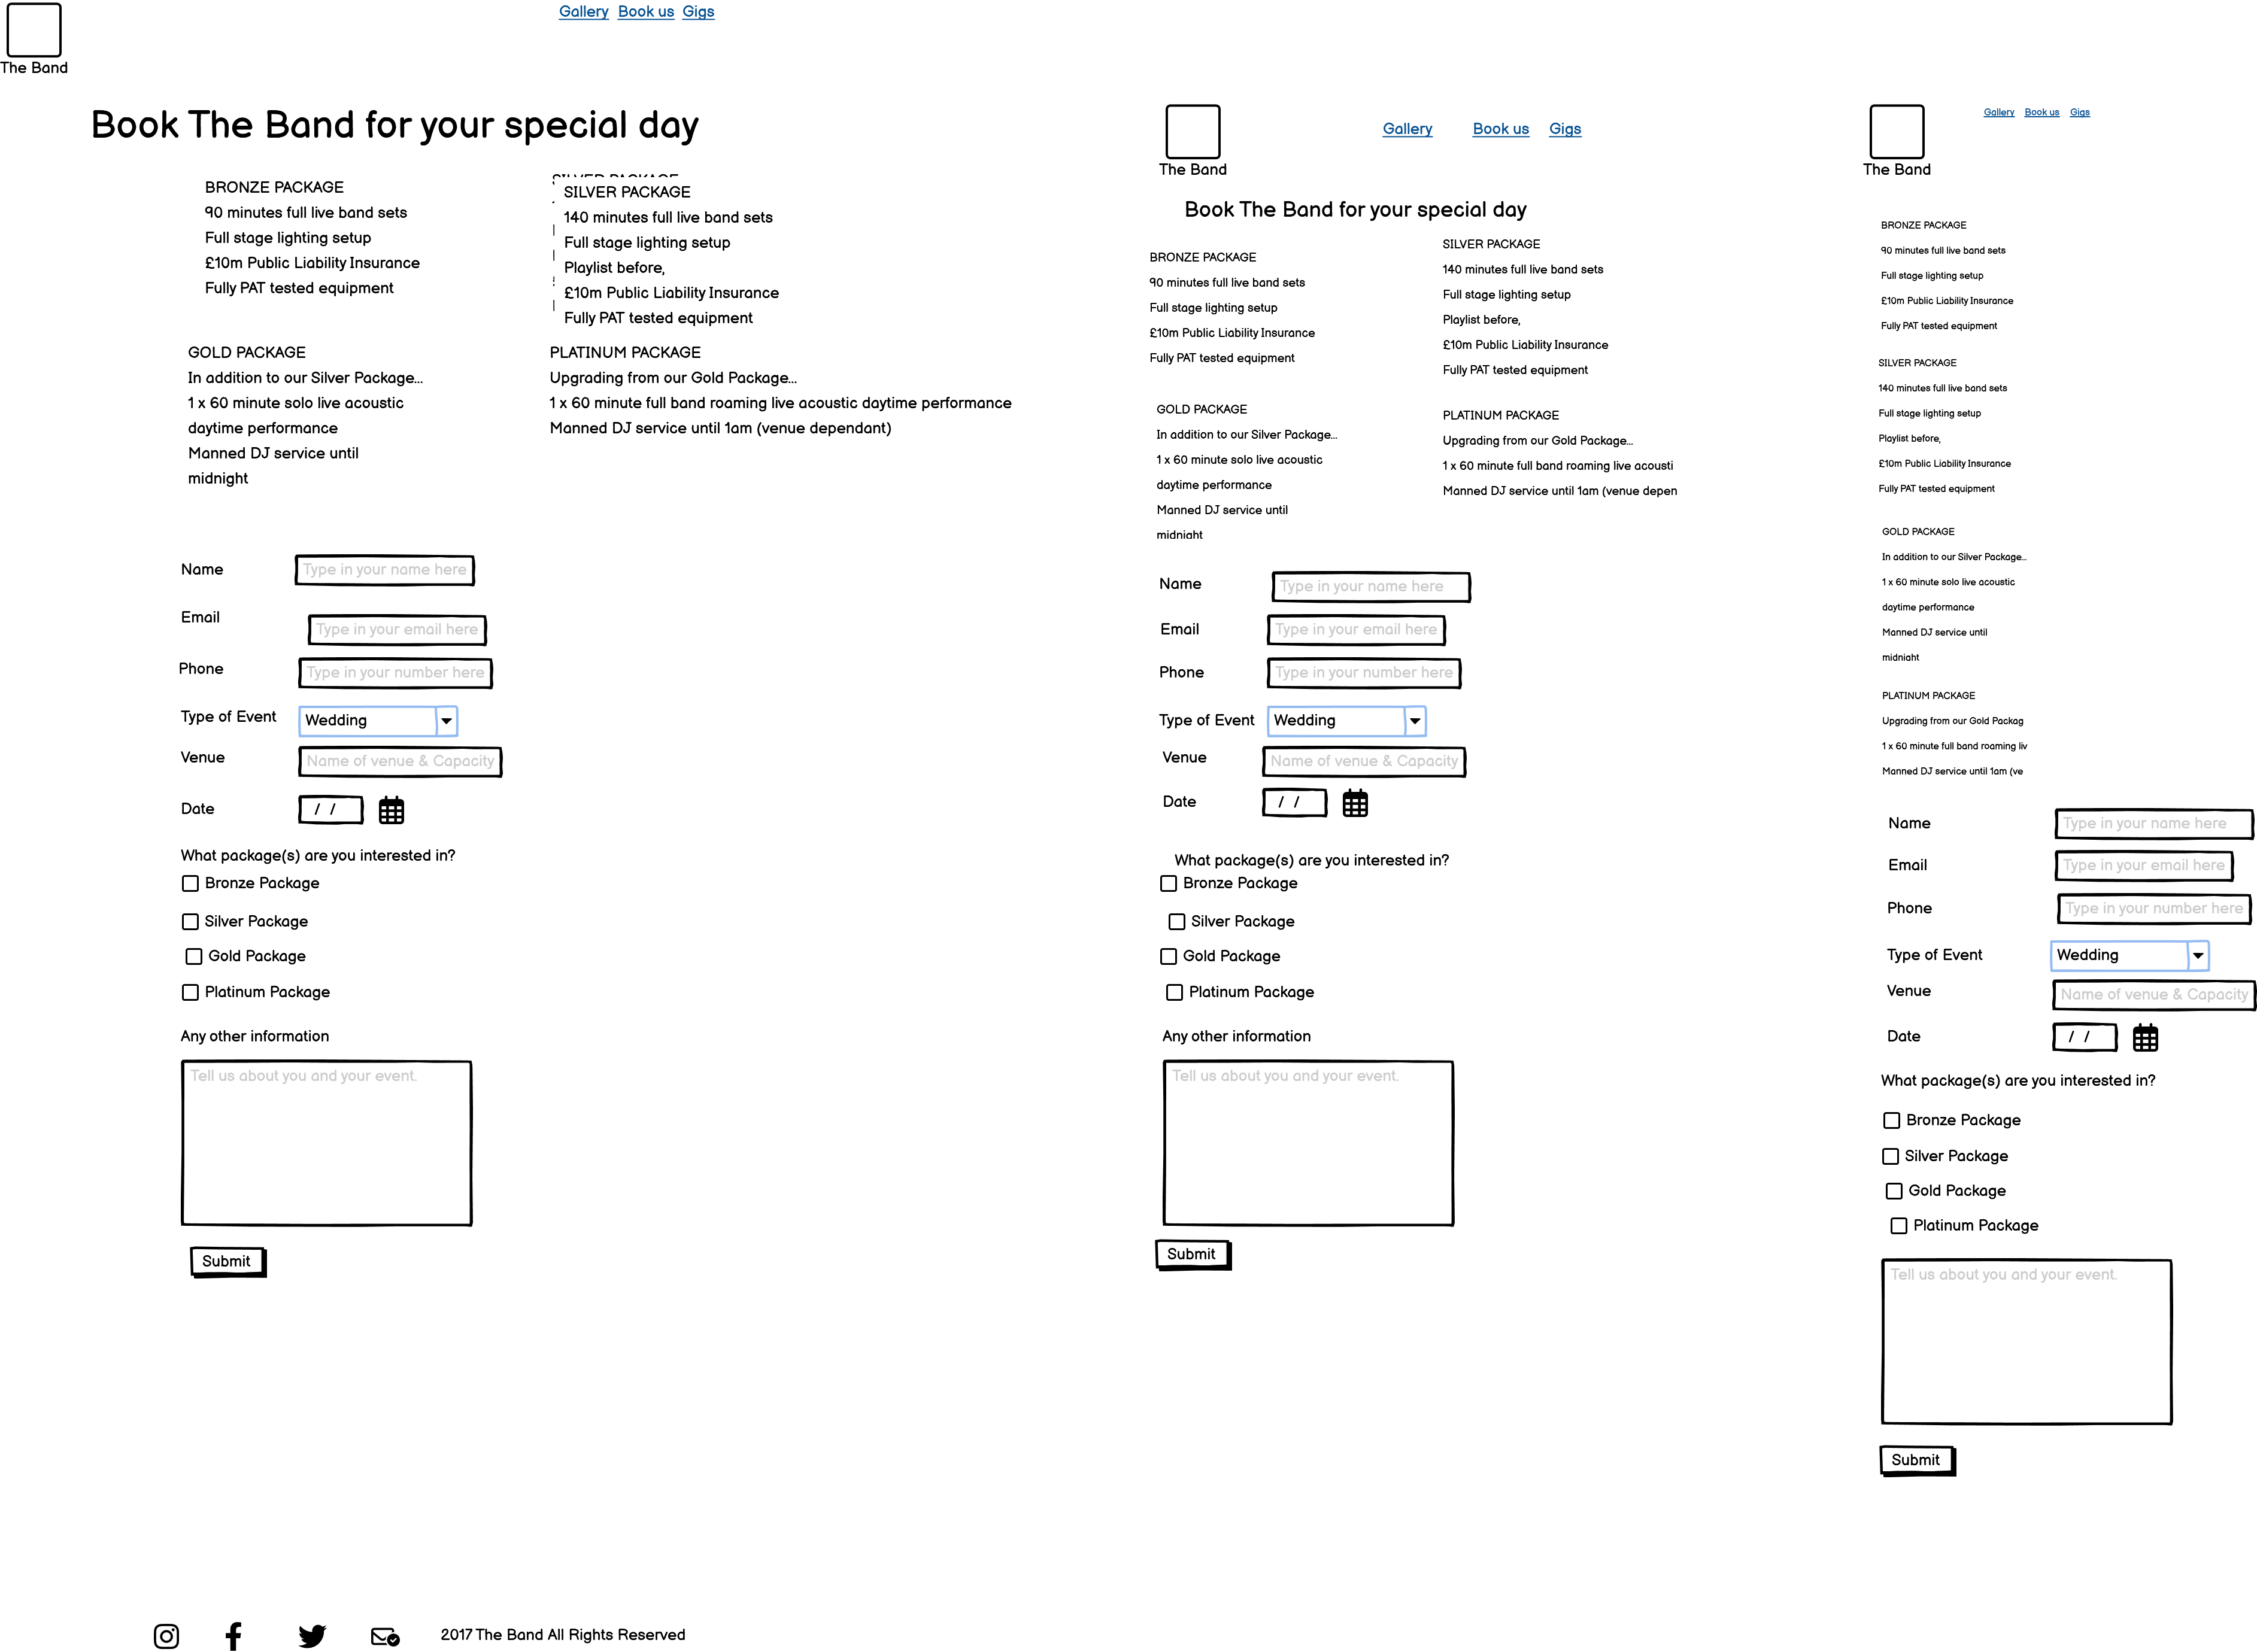 Gallery Book us Gigs
The Band
Book The Band for your special day
BRONZE PACKAGE
90 minutes full live band sets
Full stage lighting setup
£10m Public Liability Insurance
Fully PAT tested equipment
SILVER PACKAGE
SILVER PACKAGE
140 minutes full live band sets
Full stage lighting setup
Playlist before,
£10m Public Liability Insurance
Fully PAT tested equipment
GOLD PACKAGE
In addition to our Silver Package...
1 x 60 minute solo live acoustic
daytime performance
Manned DJ service until
midnight
PLATINUM PACKAGE
Upgrading from our Gold Package...
1 x 60 minute full band roaming live acoustic daytime performance
Manned DJ service until 1am (venue dependant)
Name Type in your name here
Email Type in your email here
Phone Type in your number here
Type of Event Wedding
Venue Name of venue & Capacity
Date / /
What package(s) are you interested in?
Bronze Package
Silver Package
Gold Package
Platinum Package
Any other information
Tell us about you and your event.
Submit
2017 The Band All Rights Reserved
The Band
Gallery Book us Gigs
Book The Band for your special day
BRONZE PACKAGE
90 minutes full live band sets
Full stage lighting setup
£10m Public Liability Insurance
Fully PAT tested equipment
SILVER PACKAGE
140 minutes full live band sets
Full stage lighting setup
Playlist before,
£10m Public Liability Insurance
Fully PAT tested equipment
GOLD PACKAGE
In addition to our Silver Package...
1 x 60 minute solo live acoustic
daytime performance
Manned DJ service until
midnight
PLATINUM PACKAGE
Upgrading from our Gold Package...
1 x 60 minute full band roaming live acousti
Manned DJ service until 1am (venue depen
Name Type in your name here
Email Type in your email here
Phone Type in your number here
Type of Event Wedding
Venue Name of venue & Capacity
Date / /
What package(s) are you interested in?
Bronze Package
Silver Package
Gold Package
Platinum Package
Any other information
Tell us about you and your event.
Submit
The Band
Gallery Book us Gigs
BRONZE PACKAGE
90 minutes full live band sets
Full stage lighting setup
£10m Public Liability Insurance
Fully PAT tested equipment
SILVER PACKAGE
140 minutes full live band sets
Full stage lighting setup
Playlist before,
£10m Public Liability Insurance
Fully PAT tested equipment
GOLD PACKAGE
In addition to our Silver Package...
1 x 60 minute solo live acoustic
daytime performance
Manned DJ service until
midnight
PLATINUM PACKAGE
Upgrading from our Gold Packag
1 x 60 minute full band roaming liv
Manned DJ service until 1am (ve
Name Type in your name here
Email Type in your email here
Phone Type in your number here
Type of Event Wedding
Venue Name of venue & Capacity
Date / /
What package(s) are you interested in?
Bronze Package
Silver Package
Gold Package
Platinum Package
Tell us about you and your event.
Submit